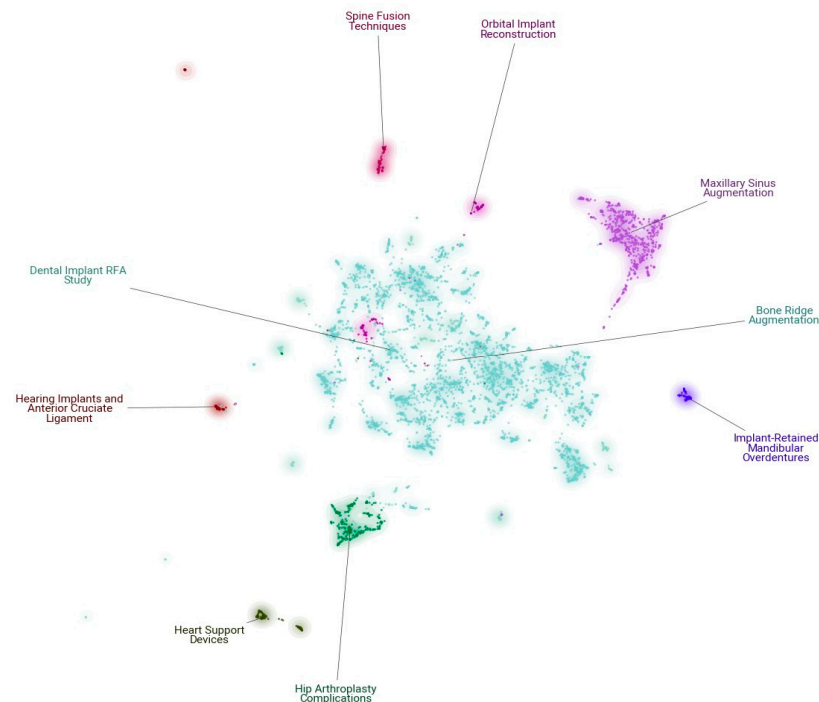 Spine Fusion
Techniques
Orbital Implant
Reconstruction
Maxillary Sinus
Augmentation
Dental Implant RFA
Study
Bone Ridge
Augmentation
Hearing Implants and
Anterior Cruciate
Ligament
Implant-Retained
Mandibular
Overdentures
Heart Support
Devices
Hip Arthroplasty
Complications